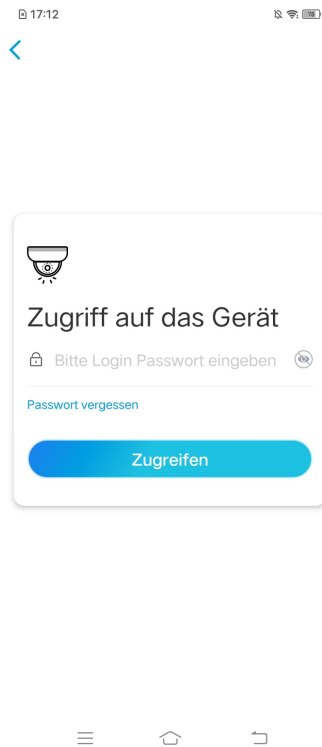 17:12
78
Zugriff auf das Gerät
Bitte Login Passwort eingeben
Passwort vergessen
Zugreifen